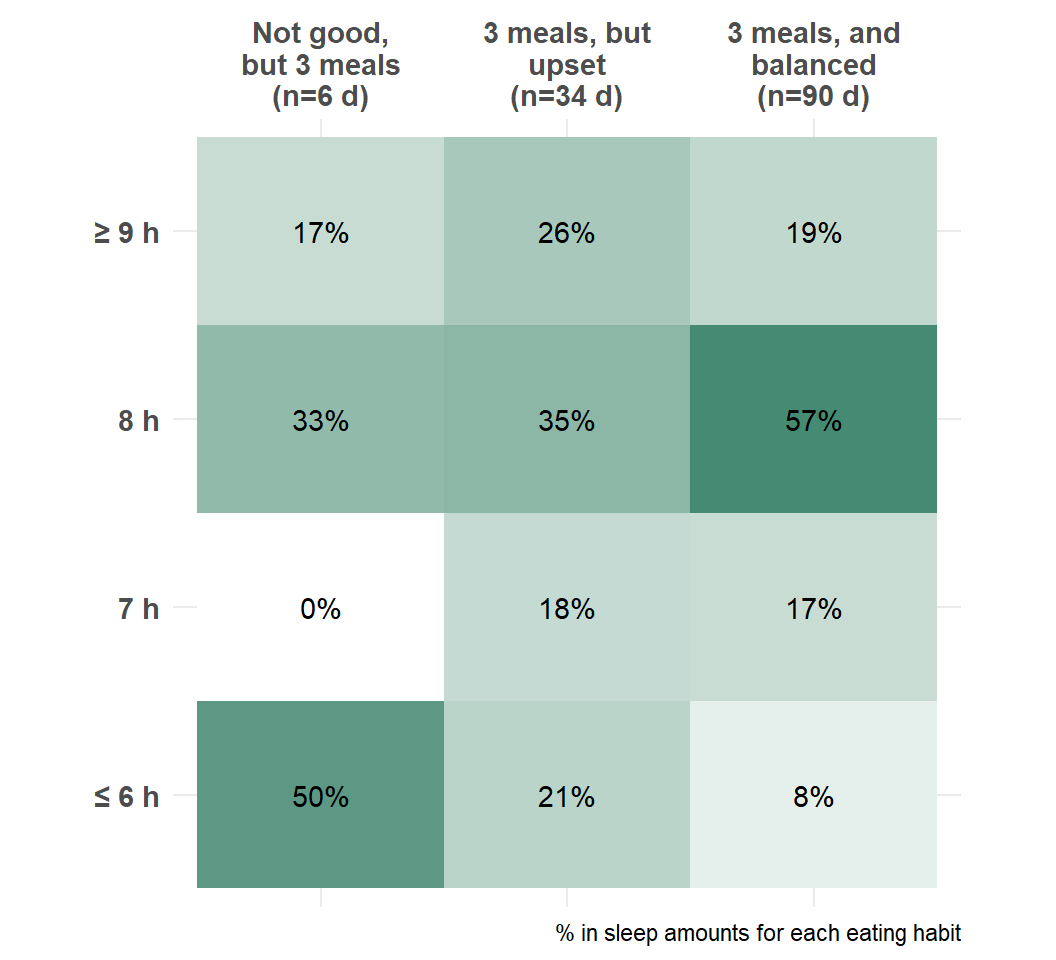 Not good,
but 3 meals
(n=6 d)
3 meals, but
upset
(n=34 d)
3 meals, and
balanced
(n=90 d)
≥ 9 h
17%
26%
19%
8 h
33%
35%
57%
7 h
0%
18%
17%
≤ 6 h
50%
21%
8%
% in sleep amounts for each eating habit